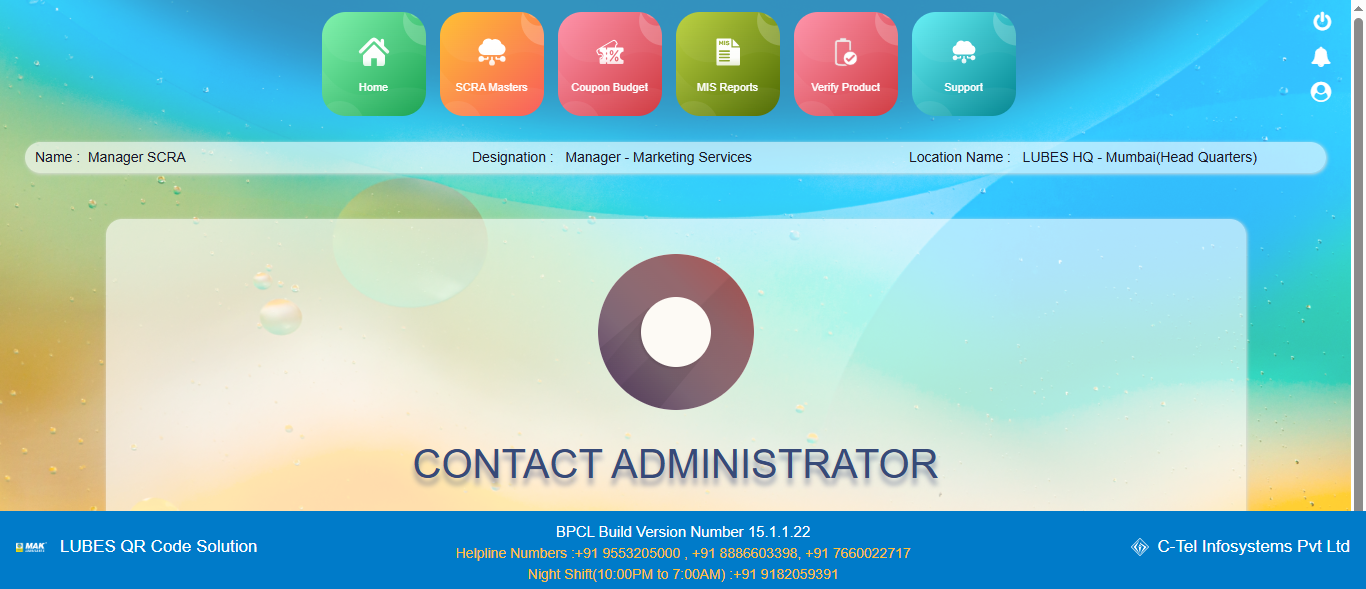 Home
SCRA Masters
Coupon Budget
MIS
MIS Reports
Verify Product
Support
Name : Manager SCRA
Designation : Manager - Marketing Services
Location Name : LUBES HQ - Mumbai(Head Quarters)
CONTACT ADMINISTRATOR
MAK
LUBES QR Code Solution
BPCL Build Version Number 15.1.1.22
Helpline Numbers :+91 9553205000 , +91 8886603398, +91 7660022717
Night Shift(10:00PM to 7:00AM) :+91 9182059391
C-Tel Infosystems Pvt Ltd